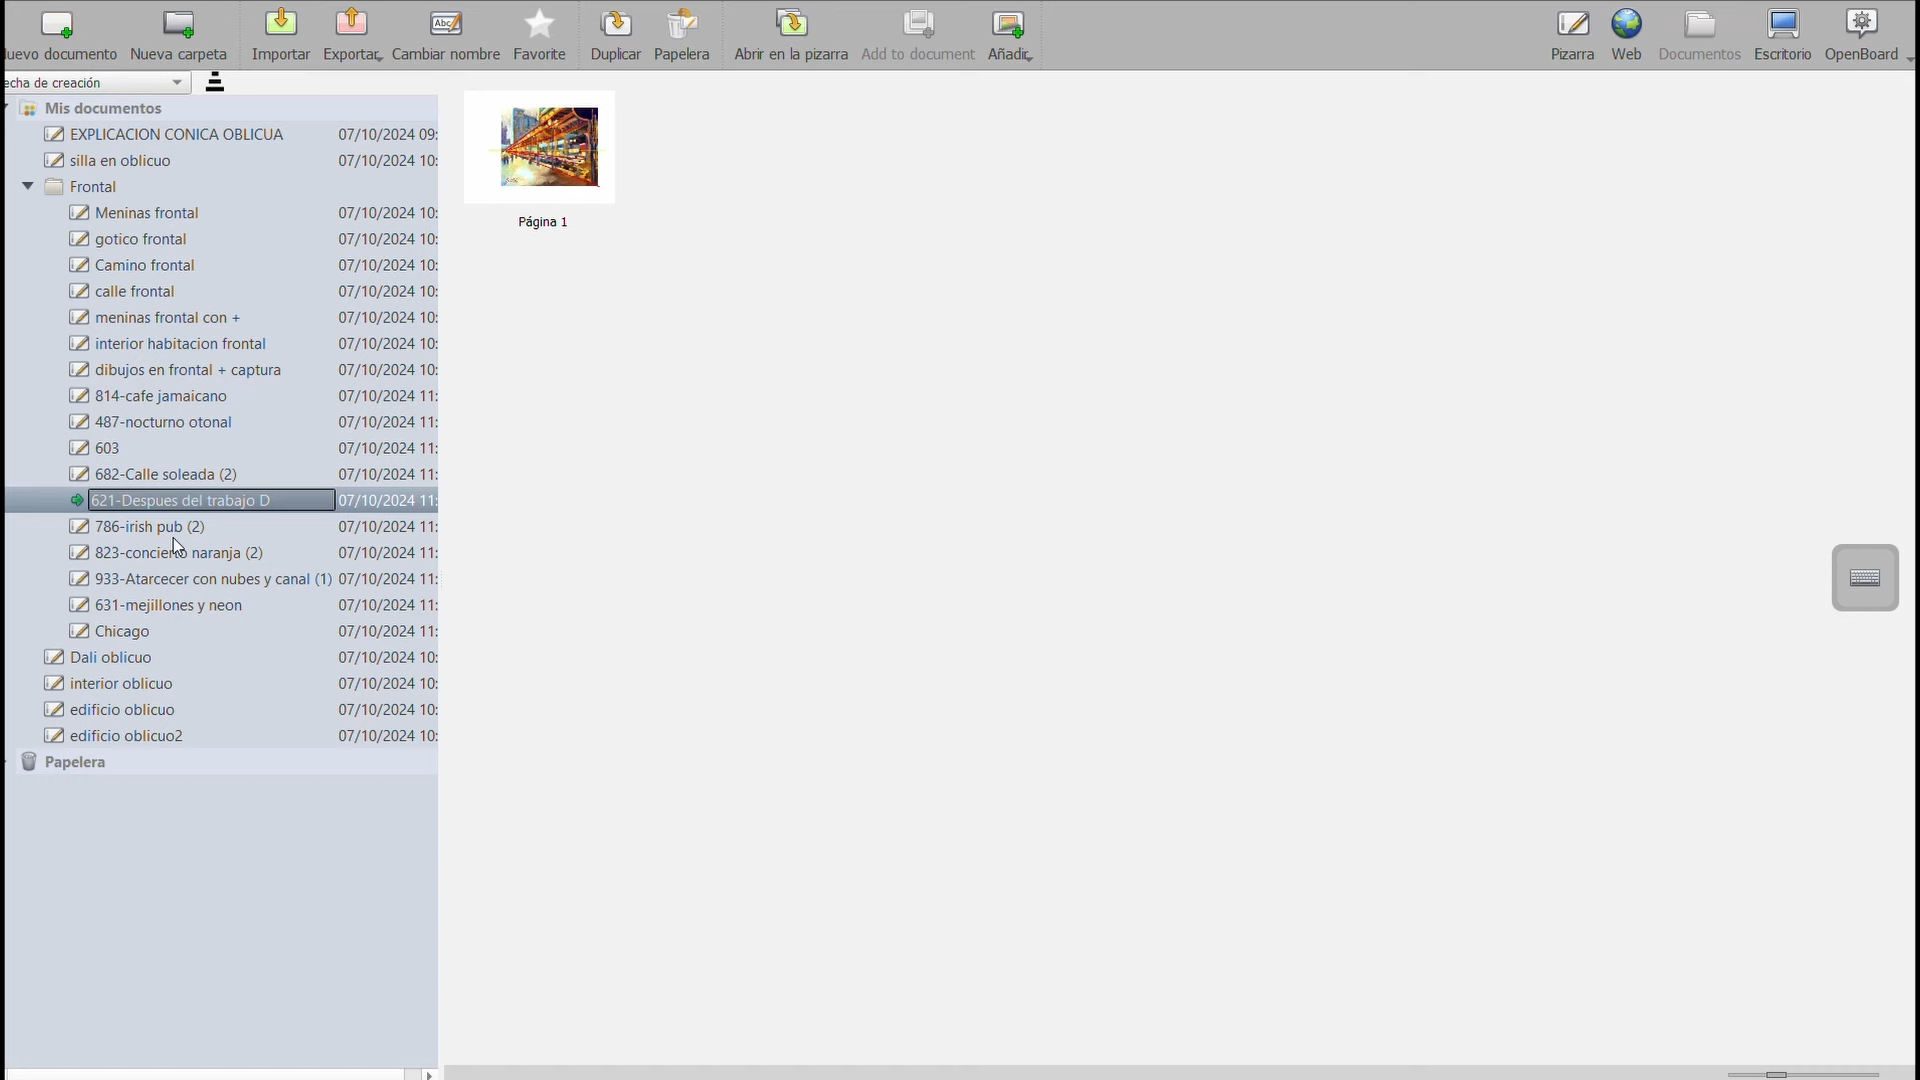 uevo documento Nueva carpeta Importar Exportar Cambiar nombre Favorite Duplicar Papelera Abrir en la pizarra Add to document Añadir Pizarra Web Documentos Escritorio OpenBoard
echa de creación
Mis documentos
EXPLICACION CONICA OBLICUA 07/10/2024 09:
silla en oblicuo 07/10/2024 10:
Frontal
Meninas frontal 07/10/2024 10:
gotico frontal 07/10/2024 10:
Camino frontal 07/10/2024 10:
calle frontal 07/10/2024 10:
meninas frontal con + 07/10/2024 10:
interior habitacion frontal 07/10/2024 10:
dibujos en frontal + captura 07/10/2024 10:
814-cafe jamaicano 07/10/2024 11:
487-nocturno otonal 07/10/2024 11:
603 07/10/2024 11:
682-Calle soleada (2) 07/10/2024 11:
621-Despues del trabajo D 07/10/2024 11:
786-irish pub (2) 07/10/2024 11:
823-concierto naranja (2) 07/10/2024 11:
933-Atarcecer con nubes y canal (1) 07/10/2024 11:
631-mejillones y neon 07/10/2024 11:
Chicago 07/10/2024 11:
Dali oblicuo 07/10/2024 10:
interior oblicuo 07/10/2024 10:
edificio oblicuo 07/10/2024 10:
edificio oblicuo2 07/10/2024 10:
Papelera
Página 1